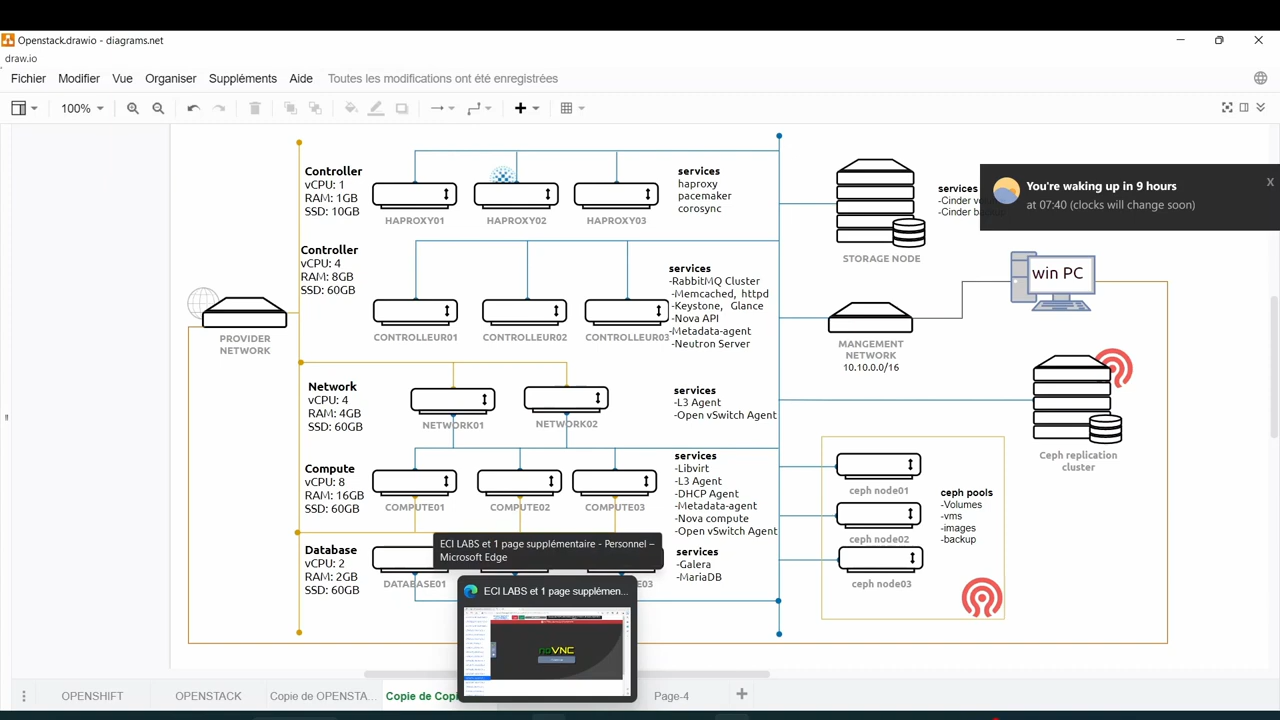 Openstack.drawio - diagrams.net
draw.io
Fichier Modifier Vue Organiser Suppléments Aide Toutes les modifications ont été enregistrées
100%
Controller
vCPU: 1
RAM: 1GB
SSD: 10GB
HAPROXY01
HAPROXY02
HAPROXY03
services
haproxy
pacemaker
corosync
STORAGE NODE
services
-Cinder
-Cinder
You're waking up in 9 hours
at 07:40 (clocks will change soon)
X
Controller
vCPU: 4
RAM: 8GB
SSD: 60GB
CONTROLLEUR01
CONTROLLEUR02
CONTROLLEUR03
services
-RabbitMQ Cluster
-Memcached, httpd
-Keystone, Glance
-Nova API
-Metadata-agent
-Neutron Server
win PC
MANGEMENT
NETWORK
10.10.0.0/16
PROVIDER
NETWORK
Network
vCPU: 4
RAM: 4GB
SSD: 60GB
NETWORK01
NETWORK02
services
-L3 Agent
-Open vSwitch Agent
Ceph replication
cluster
Compute
vCPU: 8
RAM: 16GB
SSD: 60GB
COMPUTE01
COMPUTE02
COMPUTE03
services
-Libvirt
-L3 Agent
-DHCP Agent
-Metadata-agent
-Nova compute
-Open vSwitch Agent
ceph node01
ceph node02
ceph node03
ceph pools
-Volumes
-vms
-images
-backup
Database
vCPU: 2
RAM: 2GB
SSD: 60GB
DATABASE01
E03
services
-Galera
-MariaDB
ECI LABS et 1 page supplémentaire - Personnel –
Microsoft Edge
ECI LABS et 1 page supplémen...
noVNC
OPENSHIFT OPENSTACK Copie de OPENSTA... Copie de Copi Page-4